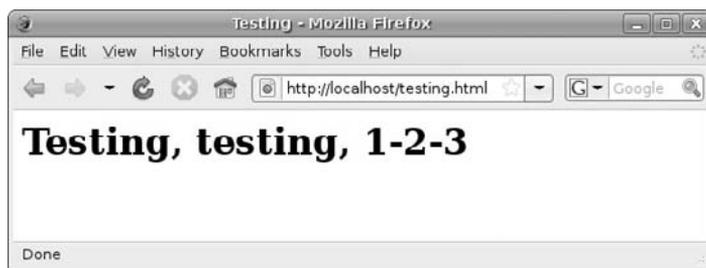 Testing - Mozilla Firefox
File Edit View History Bookmarks Tools Help
http://localhost/testing.html G Google
Testing, testing, 1-2-3
Done